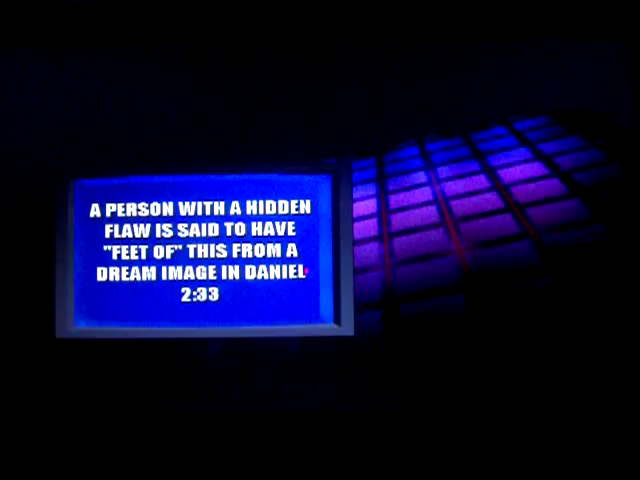 A PERSON WITH A HIDDEN
FLAW IS SAID TO HAVE
"FEET OF" THIS FROM A
DREAM IMAGE IN DANIEL
2:33